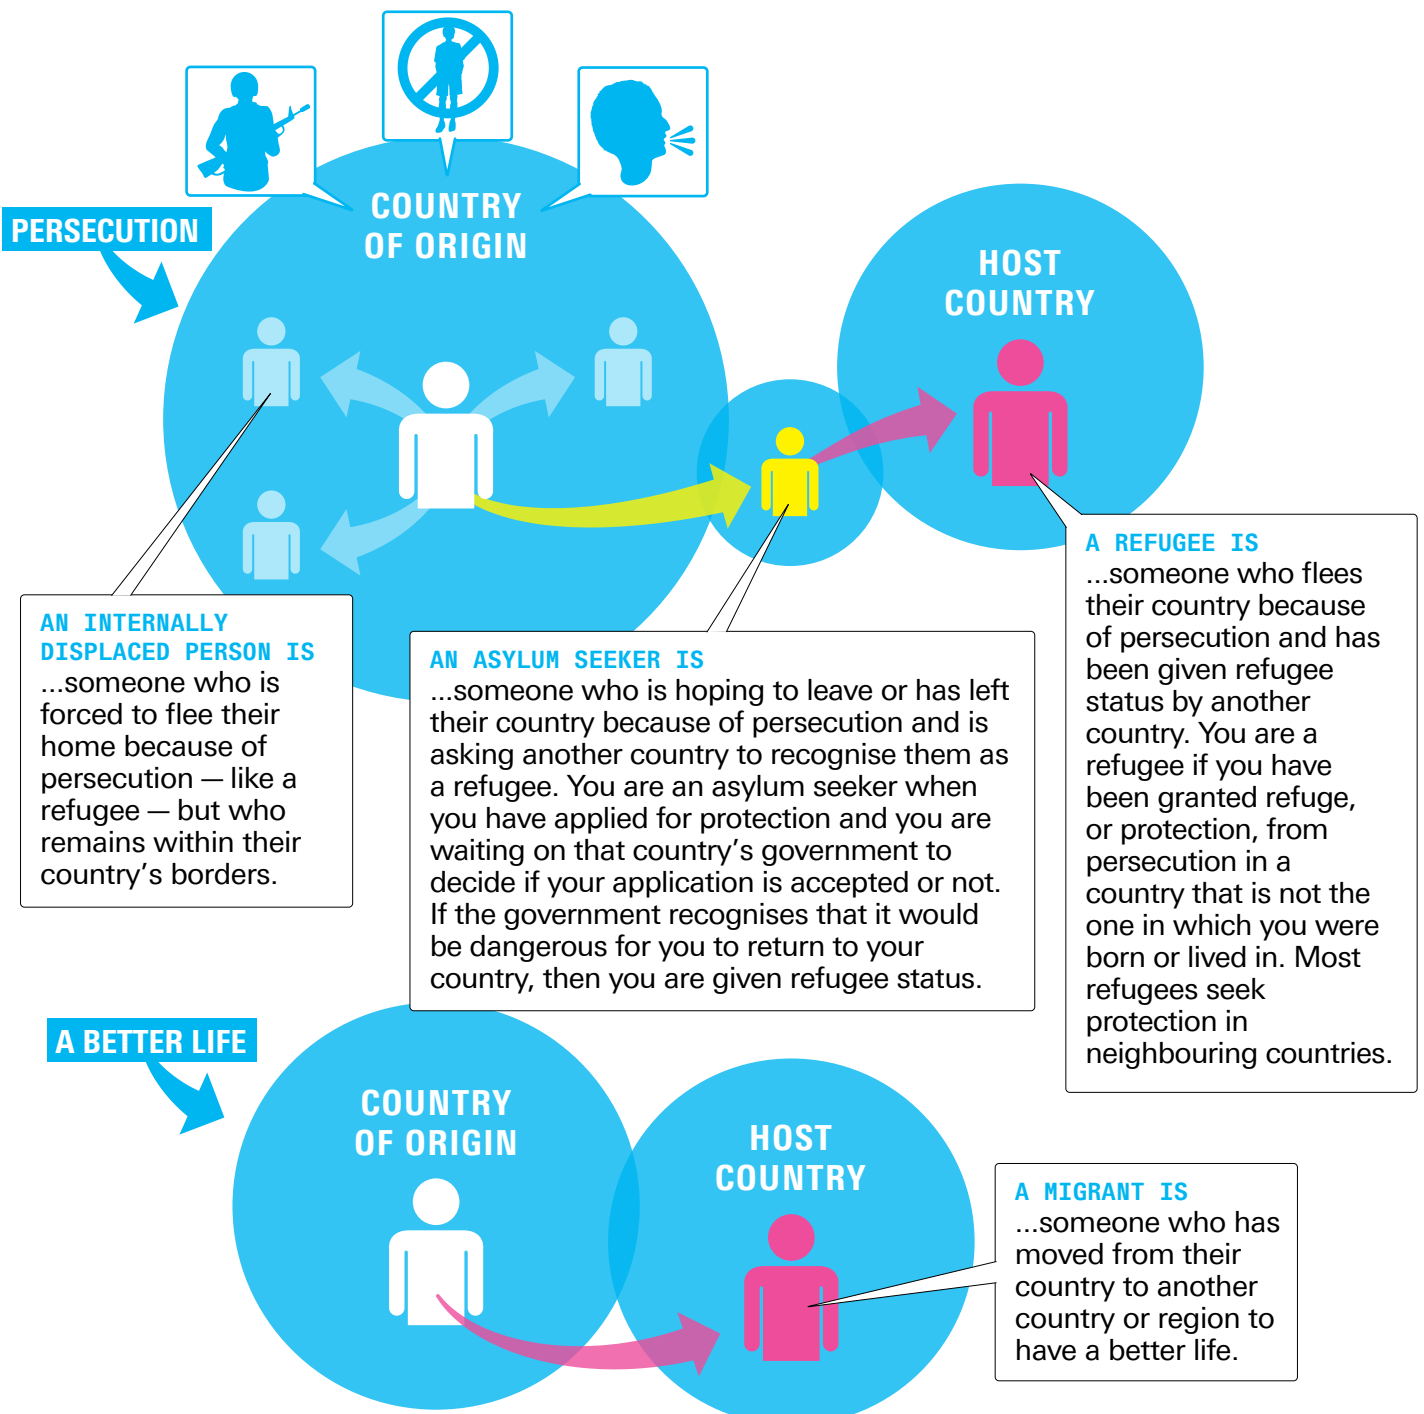 PERSECUTION
COUNTRY
OF ORIGIN
HOST
COUNTRY
AN INTERNALLY
DISPLACED PERSON IS
...someone who is
forced to flee their
home because of
persecution — like a
refugee — but who
remains within their
country’s borders.
AN ASYLUM SEEKER IS
...someone who is hoping to leave or has left
their country because of persecution and is
asking another country to recognise them as
a refugee. You are an asylum seeker when
you have applied for protection and you are
waiting on that country’s government to
decide if your application is accepted or not.
If the government recognises that it would
be dangerous for you to return to your
country, then you are given refugee status.
A REFUGEE IS
...someone who flees
their country because
of persecution and has
been given refugee
status by another
country. You are a
refugee if you have
been granted refuge,
or protection, from
persecution in a
country that is not the
one in which you were
born or lived in. Most
refugees seek
protection in
neighbouring countries.
A BETTER LIFE
COUNTRY
OF ORIGIN
HOST
COUNTRY
A MIGRANT IS
...someone who has
moved from their
country to another
country or region to
have a better life.